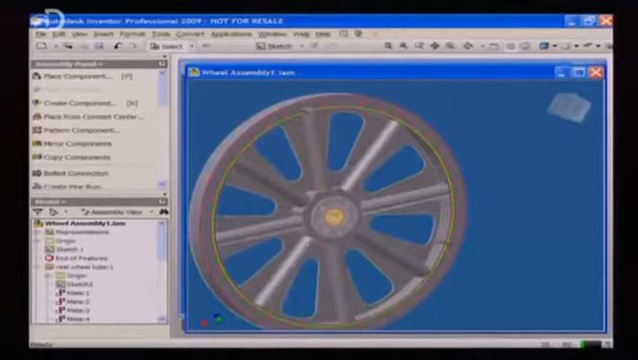 Autodesk Inventor Professional 2009 - NOT FOR RESALE
File Edit View Insert Format Tools Convert Applications Window Web Help
Select
Sketch
Assembly Panel
Place Component... [P]
Create Component... [N]
Place from Content Center...
Pattern Component...
Mirror Components
Copy Components
Bolted Connection
Model
Assembly View
Wheel Assembly1.iam
Representations
Origin
Sketch 1
End of Features
Origin
Sketch1
Mate:1
Mate:2
Mate:3
Mate:4
Wheel Assembly1.iam
Ready